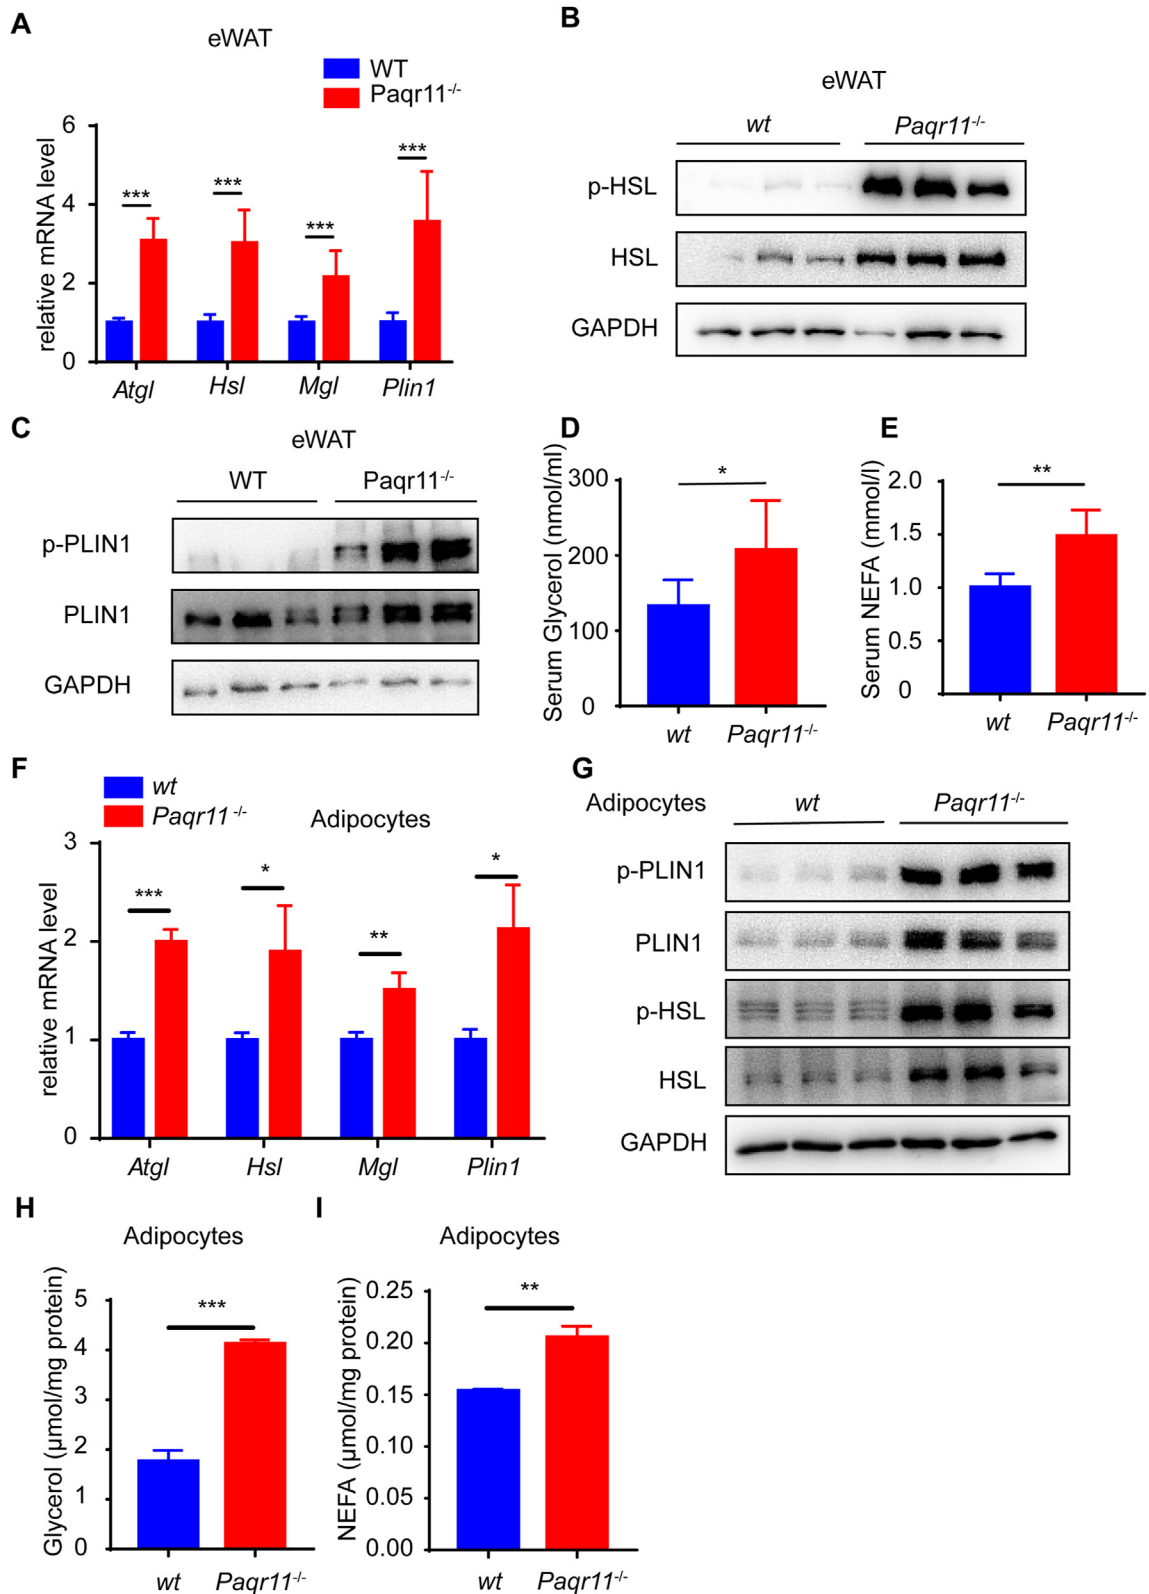 A
eWAT
WT
Paqr11-/-
relative mRNA level
6
4
2
0
***
***
***
***
Atgl
Hsl
Mgl
Plin1
B
eWAT
wt
Paqr11-/-
p-HSL
HSL
GAPDH
C
eWAT
WT
Paqr11-/-
p-PLIN1
PLIN1
GAPDH
D
Serum Glycerol (nmol/ml)
300
200
100
0
*
wt
Paqr11-/-
E
Serum NEFA (mmol/l)
2.0
1.5
1.0
0.5
0
**
wt
Paqr11-/-
F
wt
Paqr11-/-
Adipocytes
relative mRNA level
3
2
1
0
***
*
**
*
Atgl
Hsl
Mgl
Plin1
G
Adipocytes
wt
Paqr11-/-
p-PLIN1
PLIN1
p-HSL
HSL
GAPDH
H
Adipocytes
Glycerol (μmol/mg protein)
5
4
3
2
1
0
***
wt
Paqr11-/-
I
Adipocytes
NEFA (μmol/mg protein)
0.25
0.20
0.15
0.10
0.05
0.00
**
wt
Paqr11-/-